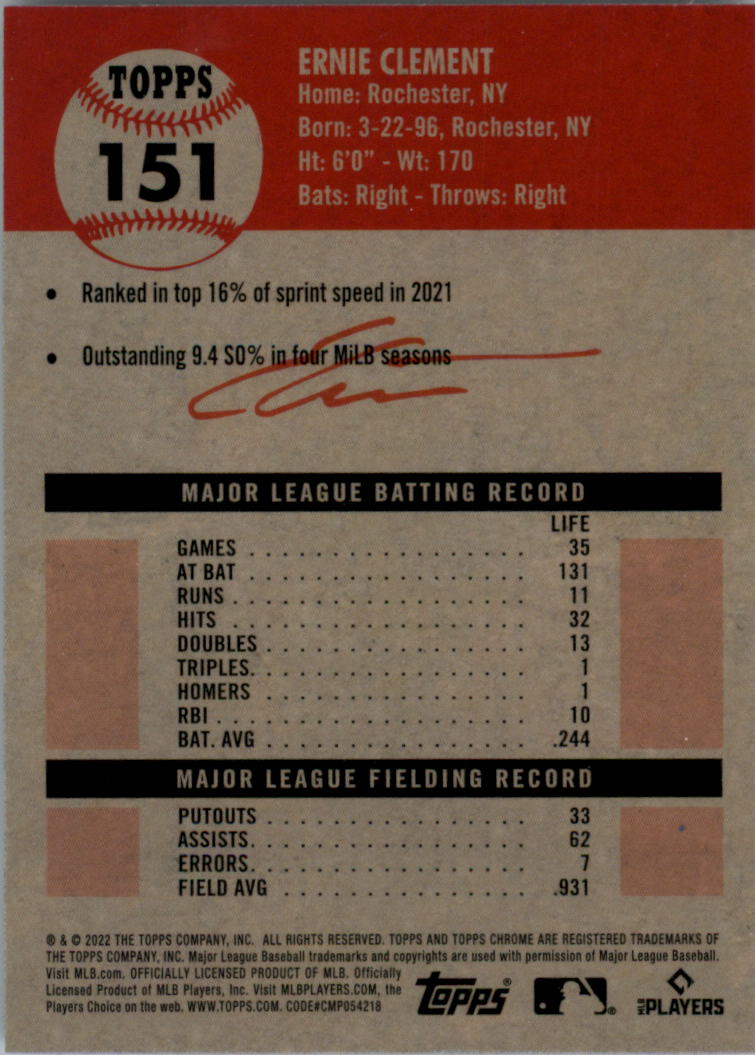 TOPPS
151
ERNIE CLEMENT
Home: Rochester, NY
Born: 3-22-96, Rochester, NY
Ht: 6'0" - Wt: 170
Bats: Right - Throws: Right
• Ranked in top 16% of sprint speed in 2021
• Outstanding 9.4 SO% in four MiLB seasons
MAJOR LEAGUE BATTING RECORD
LIFE
GAMES . . . . . . . . . . . . . . . . . 35
AT BAT . . . . . . . . . . . . . . . . . 131
RUNS . . . . . . . . . . . . . . . . . . 11
HITS . . . . . . . . . . . . . . . . . . 32
DOUBLES . . . . . . . . . . . . . . . . 13
TRIPLES. . . . . . . . . . . . . . . . . 1
HOMERS . . . . . . . . . . . . . . . . 1
RBI . . . . . . . . . . . . . . . . . . . 10
BAT. AVG . . . . . . . . . . . . . . . . .244
MAJOR LEAGUE FIELDING RECORD
PUTOUTS . . . . . . . . . . . . . . . . 33
ASSISTS. . . . . . . . . . . . . . . . . 62
ERRORS. . . . . . . . . . . . . . . . . 7
FIELD AVG . . . . . . . . . . . . . . . .931
® & © 2022 THE TOPPS COMPANY, INC. ALL RIGHTS RESERVED. TOPPS AND TOPPS CHROME ARE REGISTERED TRADEMARKS OF
THE TOPPS COMPANY, INC. Major League Baseball trademarks and copyrights are used with permission of Major League Baseball.
Visit MLB.com. OFFICIALLY LICENSED PRODUCT OF MLB. Officially
Licensed Product of MLB Players, Inc. Visit MLBPLAYERS.COM, the
Players Choice on the web. WWW.TOPPS.COM. CODE#CMP054218
Topps®
®
MLB PLAYERS